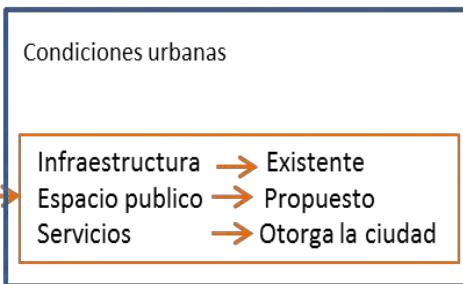 Condiciones urbanas
Infraestructura → Existente
Espacio publico → Propuesto
Servicios → Otorga la ciudad